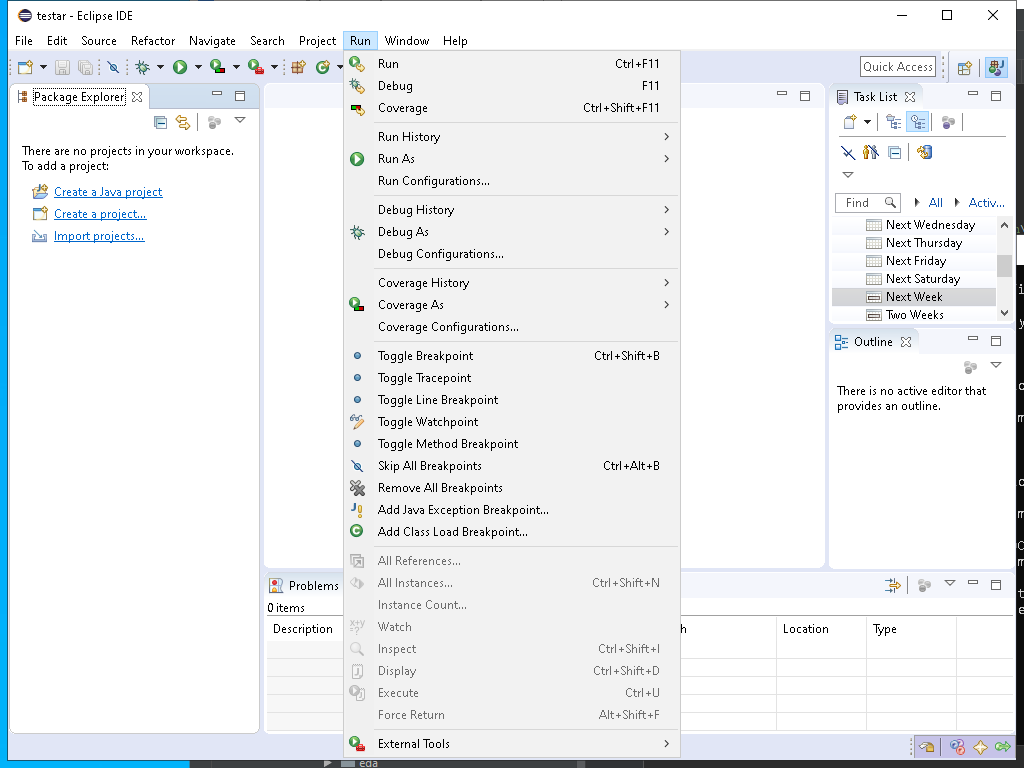 testar - Eclipse IDE
File Edit Source Refactor Navigate Search Project Run Window Help
Quick Access
Package Explorer
There are no projects in your workspace.
To add a project:
Create a Java project
Create a project...
Import projects...
Run Ctrl+F11
Debug F11
Coverage Ctrl+Shift+F11
Run History
Run As
Run Configurations...
Debug History
Debug As
Debug Configurations...
Coverage History
Coverage As
Coverage Configurations...
Toggle Breakpoint Ctrl+Shift+B
Toggle Tracepoint
Toggle Line Breakpoint
Toggle Watchpoint
Toggle Method Breakpoint
Skip All Breakpoints Ctrl+Alt+B
Remove All Breakpoints
Add Java Exception Breakpoint...
Add Class Load Breakpoint...
All References...
All Instances... Ctrl+Shift+N
Instance Count...
Watch
Inspect Ctrl+Shift+I
Display Ctrl+Shift+D
Execute Ctrl+U
Force Return Alt+Shift+F
External Tools
Task List
Find All Activ...
Next Wednesday
Next Thursday
Next Friday
Next Saturday
Next Week
Two Weeks
Outline
There is no active editor that
provides an outline.
Problems
0 items
Description Location Type
eda